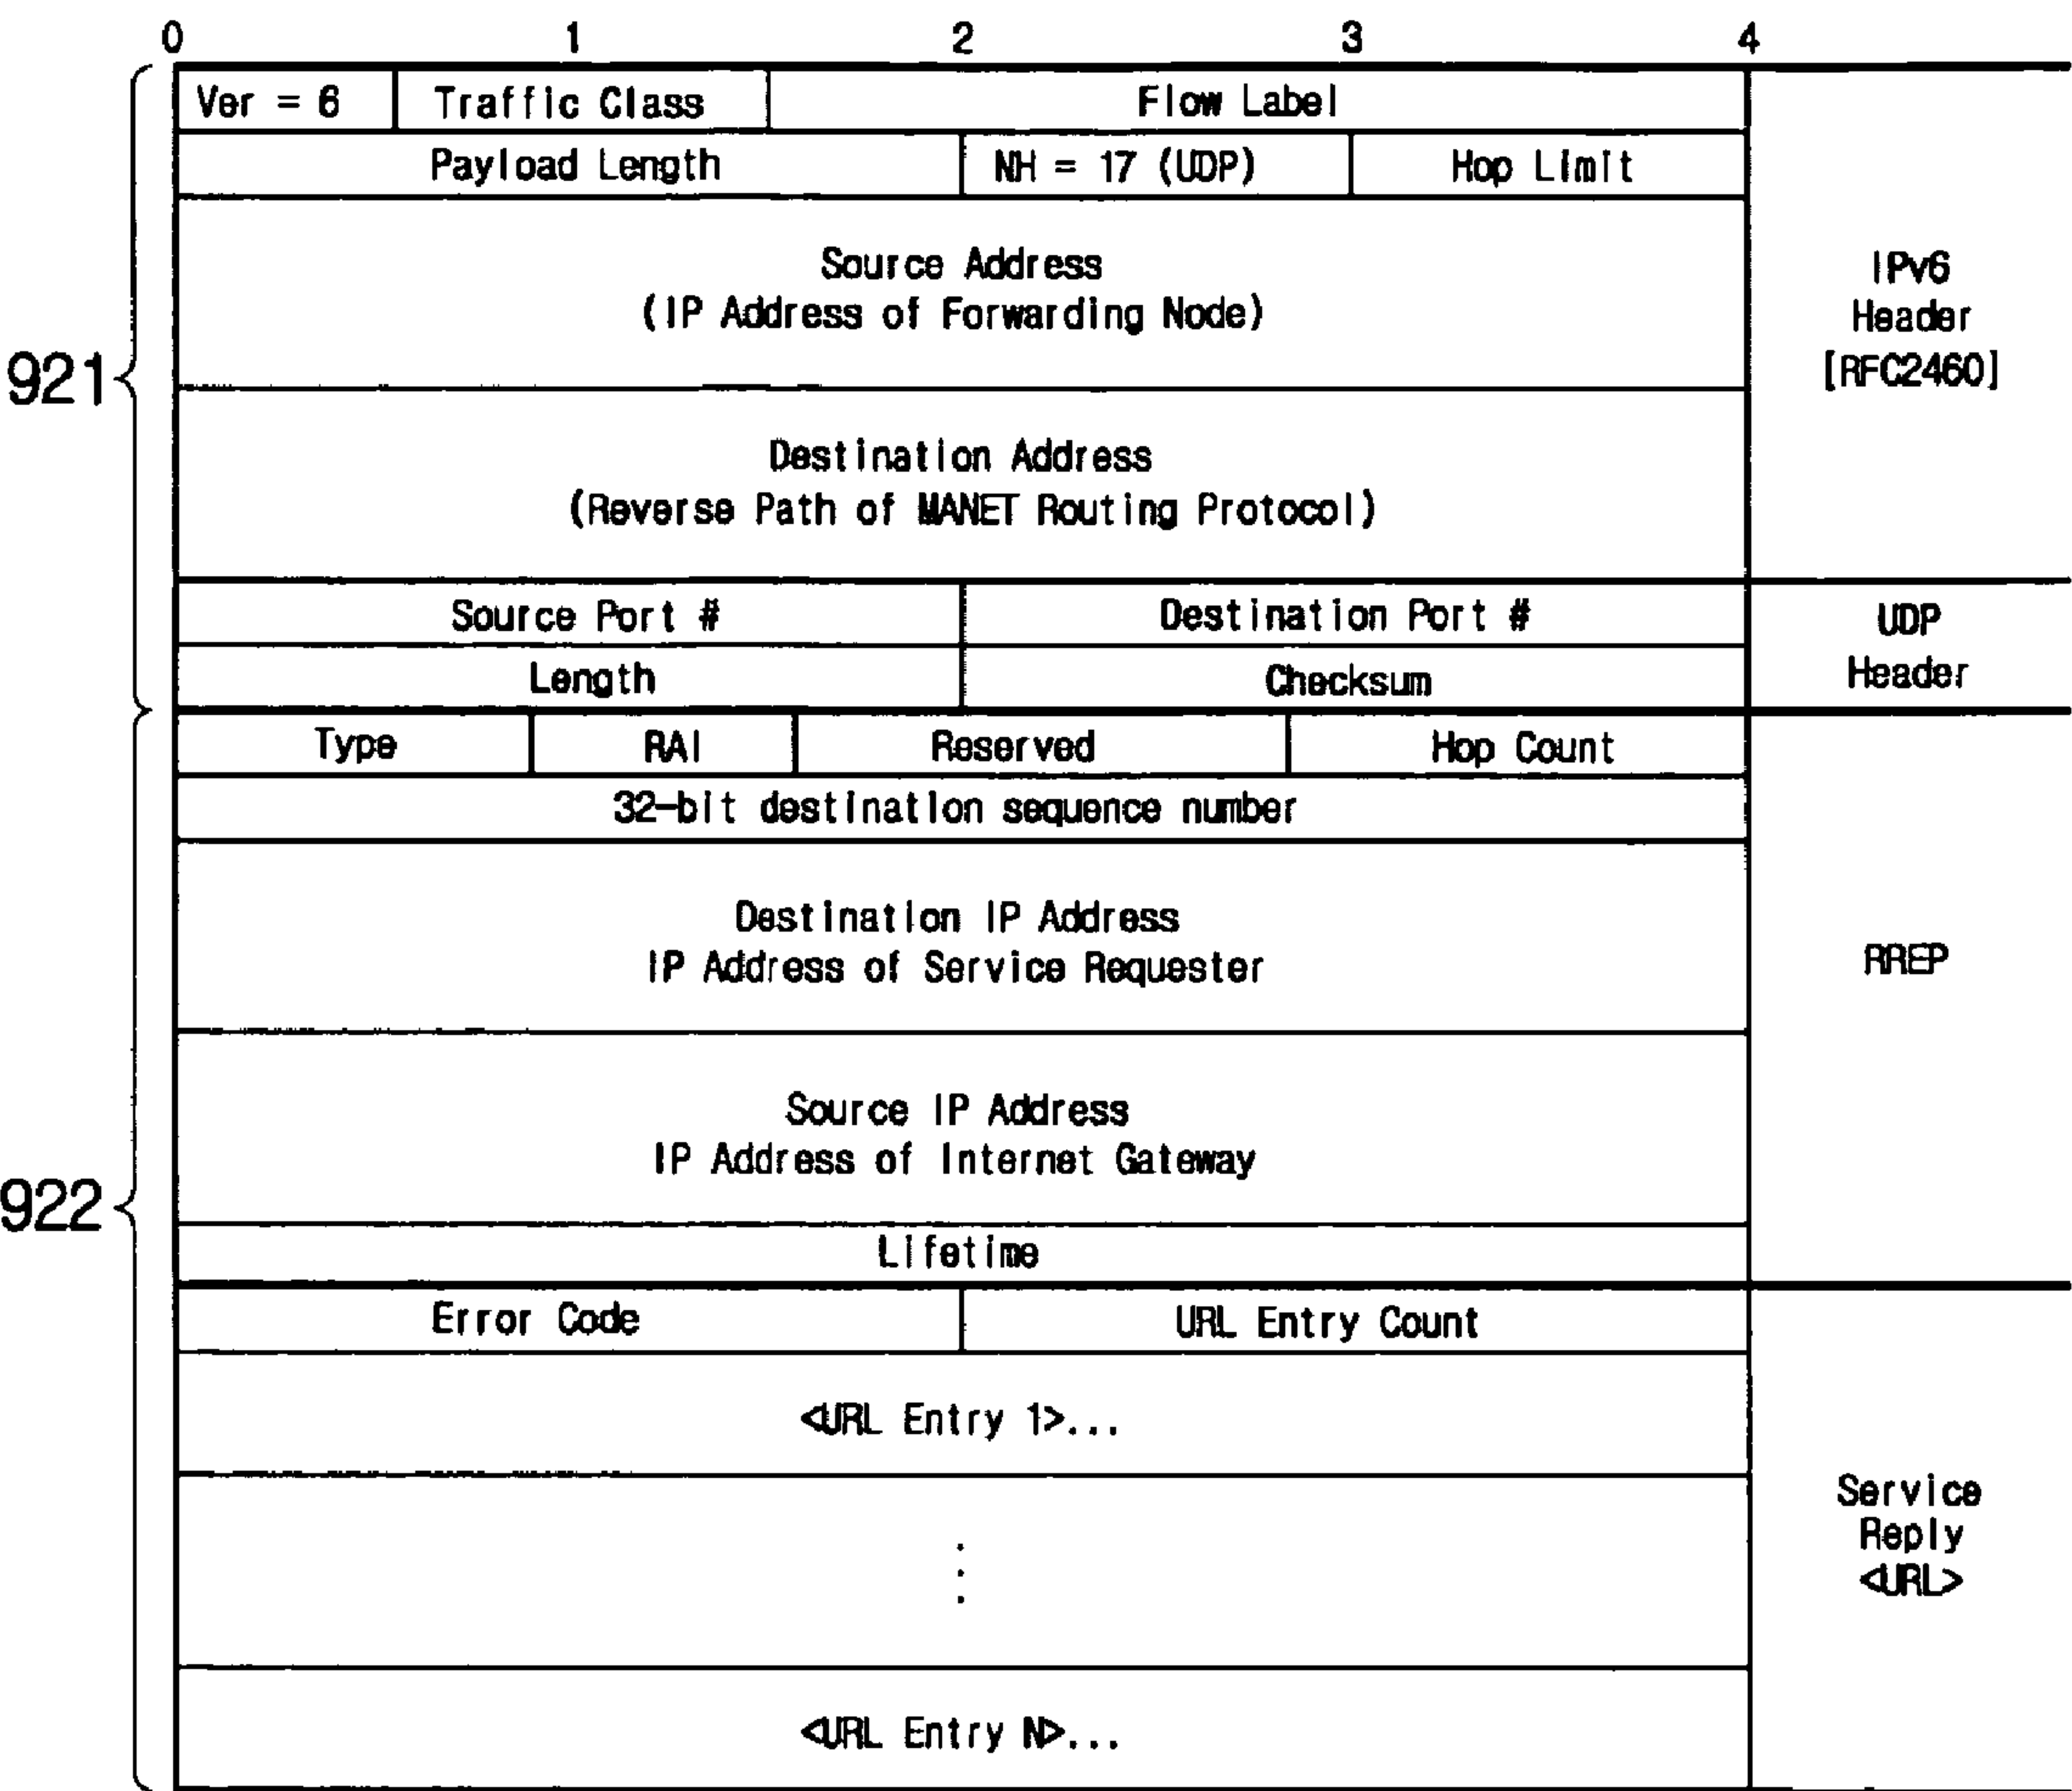 0 1 2 3 4
Ver = 6 Traffic Class Flow Label
Payload Length NH = 17 (UDP) Hop Limit
Source Address
(IP Address of Forwarding Node)
IPv6
Header
[RFC2460]
921
Destination Address
(Reverse Path of MANET Routing Protocol)
Source Port # Destination Port #
Length Checksum
UDP
Header
Type RAI Reserved Hop Count
32-bit destination sequence number
Destination IP Address
IP Address of Service Requester
RREP
Source IP Address
IP Address of Internet Gateway
922
Lifetime
Error Code URL Entry Count
<URL Entry 1>...
Service
Reply
<URL>
⋮
<URL Entry N>...